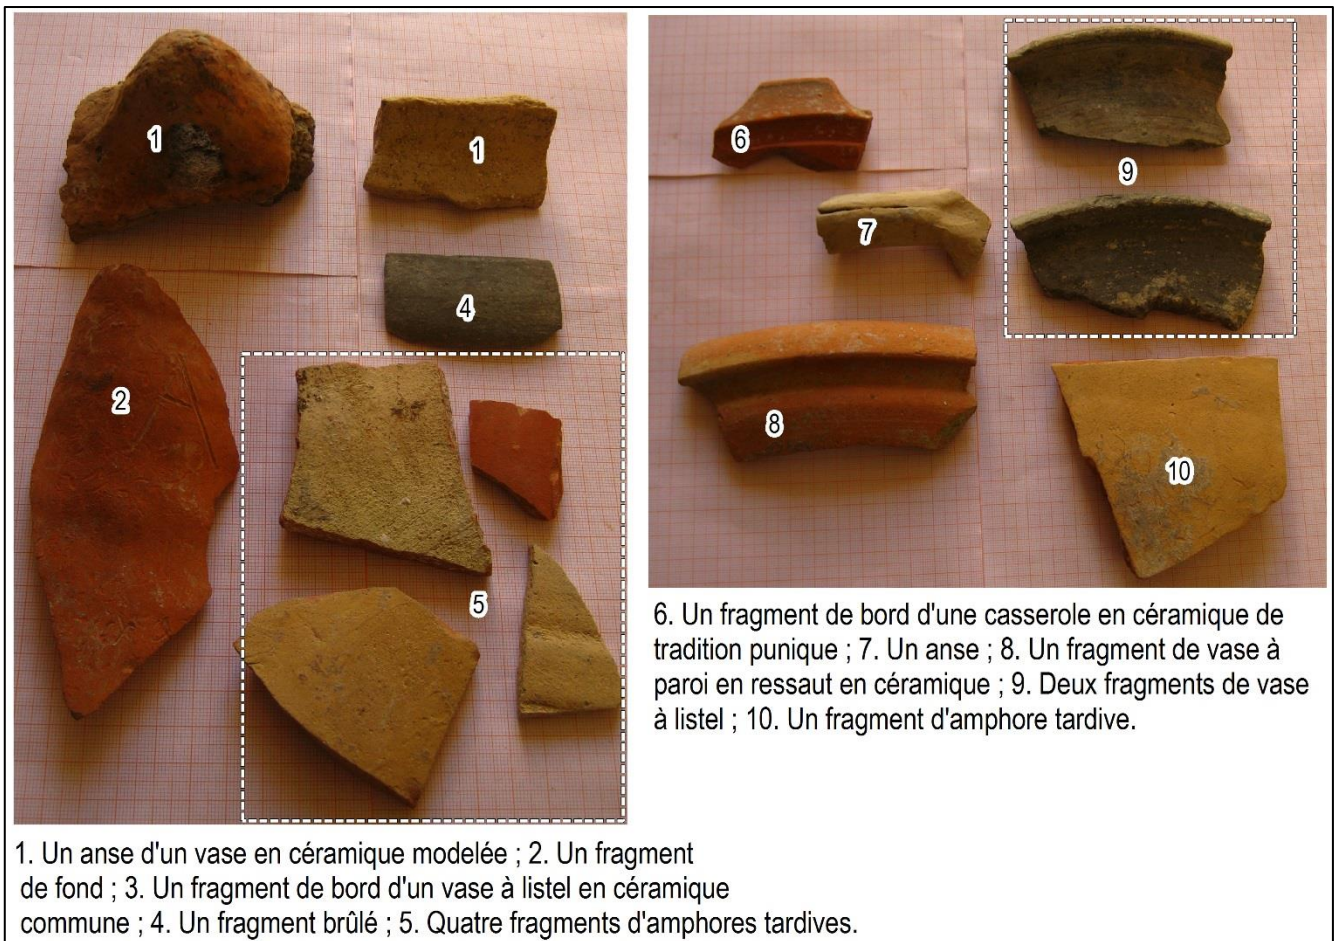 1
1
4
2
5
1. Un anse d'un vase en céramique modelée ; 2. Un fragment
de fond ; 3. Un fragment de bord d'un vase à listel en céramique
commune ; 4. Un fragment brûlé ; 5. Quatre fragments d'amphores tardives.
6
9
7
8
10
6. Un fragment de bord d'une casserole en céramique de
tradition punique ; 7. Un anse ; 8. Un fragment de vase à
paroi en ressaut en céramique ; 9. Deux fragments de vase
à listel ; 10. Un fragment d'amphore tardive.